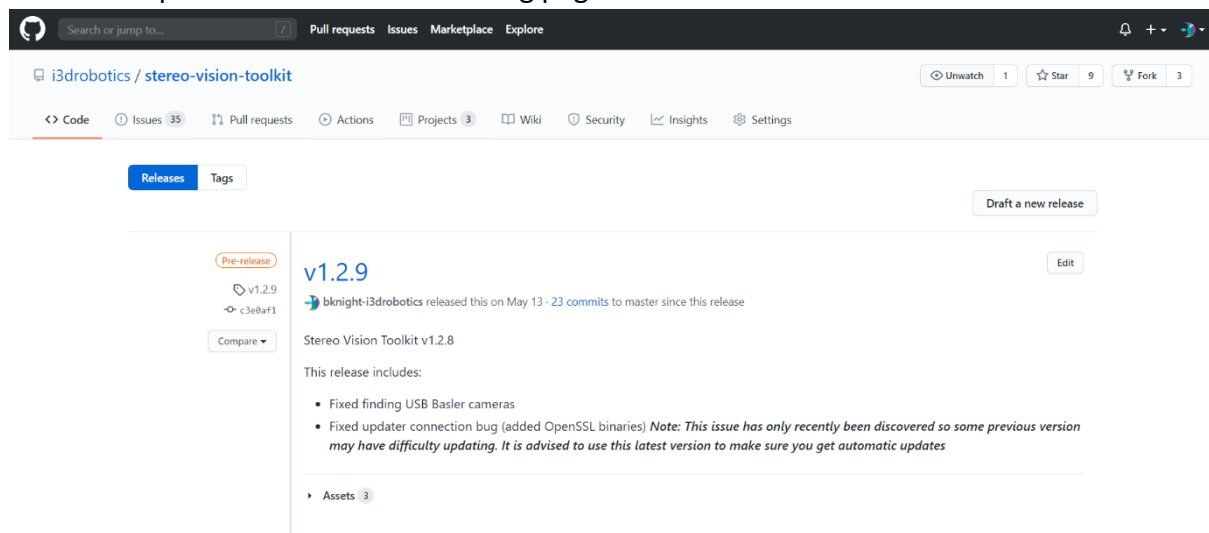 Search or jump to... /
Pull requests Issues Marketplace Explore
i3drobotics / stereo-vision-toolkit
Unwatch 1 Star 9 Fork 3
<> Code Issues 35 Pull requests Actions Projects 3 Wiki Security Insights Settings
Releases Tags
Draft a new release
Pre-release
v1.2.9
c3e0af1
Compare
v1.2.9
Edit
bknight-i3drobotics released this on May 13 · 23 commits to master since this release
Stereo Vision Toolkit v1.2.8
This release includes:
• Fixed finding USB Basler cameras
• Fixed updater connection bug (added OpenSSL binaries) Note: This issue has only recently been discovered so some previous version
may have difficulty updating. It is advised to use this latest version to make sure you get automatic updates
Assets 3